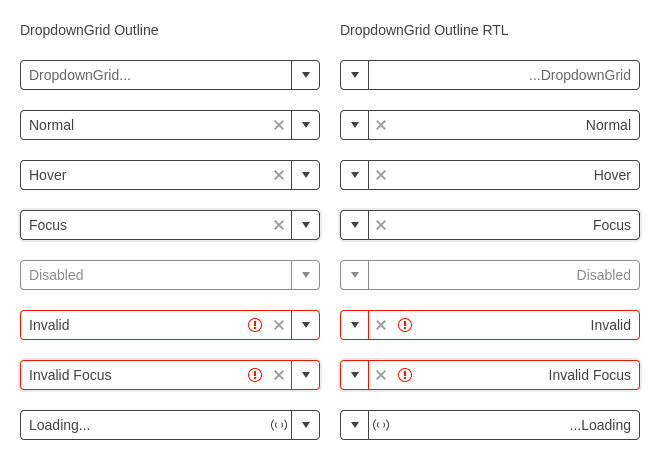 DropdownGrid Outline
DropdownGrid...
Normal
Hover
Focus
Disabled
Invalid
Invalid Focus
Loading...
DropdownGrid Outline RTL
...DropdownGrid
Normal
Hover
Focus
Disabled
Invalid
Invalid Focus
...Loading